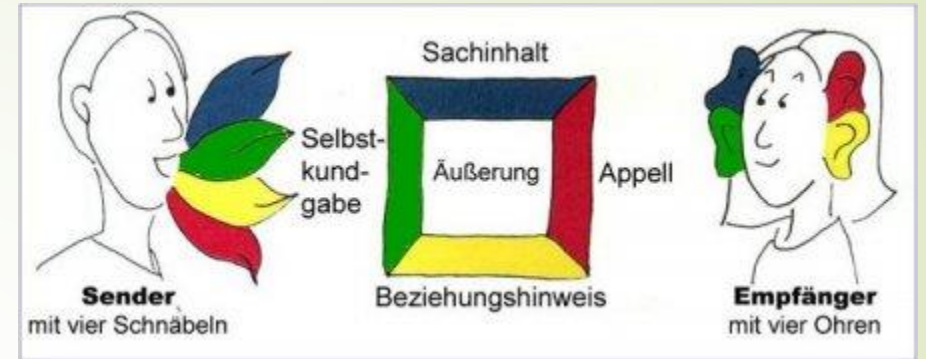 Sachinhalt
Selbst-
kund-
gabe
Äußerung
Appell
Beziehungshinweis
Sender
mit vier Schnäbeln
Empfänger
mit vier Ohren